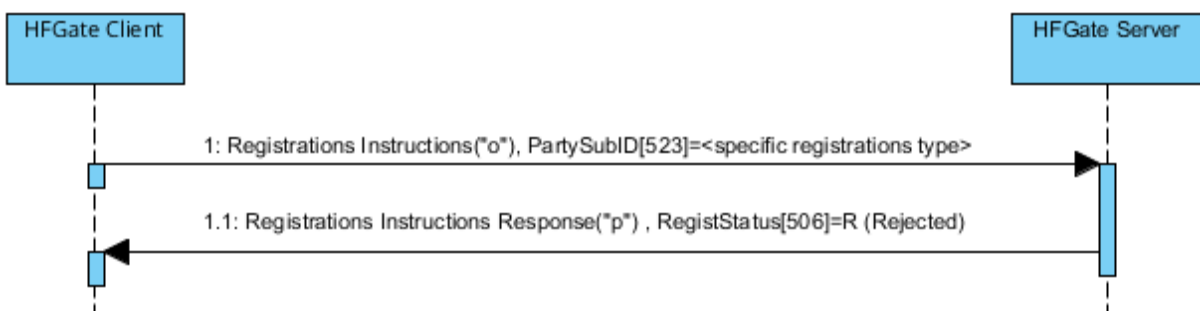 HFGate Client
HFGate Server
1: Registrations Instructions("o"), PartySubID[523]=<specific registrations type>
1.1: Registrations Instructions Response("p") , RegistStatus[506]=R (Rejected)